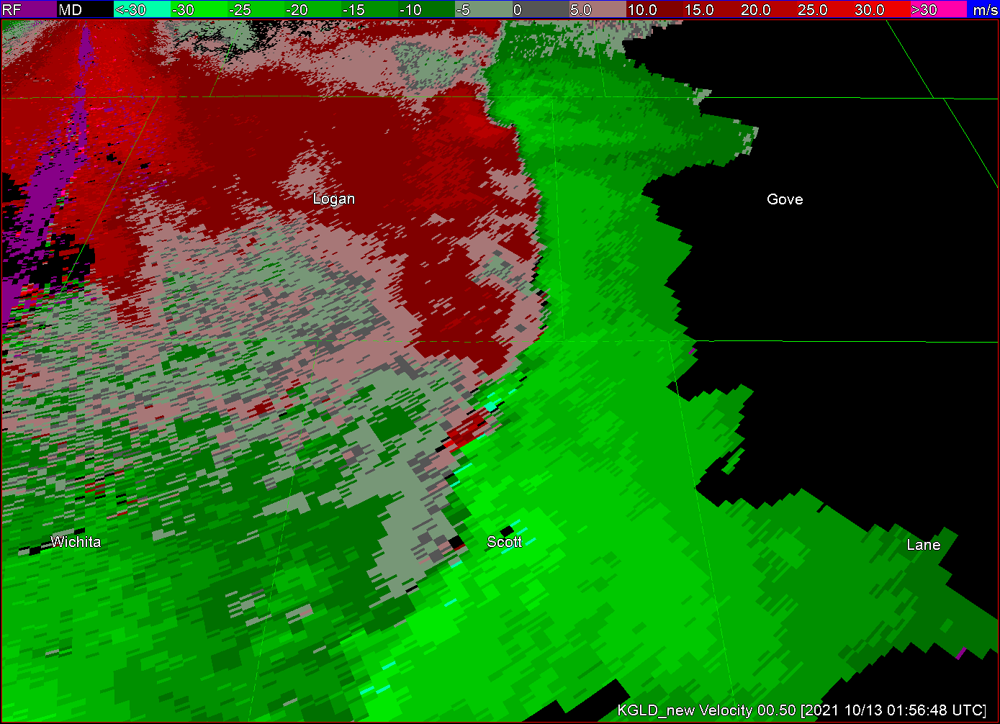 RF MD <-30 -30 -25 -20 -15 -10 -5 0 5.0 10.0 15.0 20.0 25.0 30.0 >30 m/s
Logan Gove
Wichita Scott Lane
KGLD_new Velocity 00.50 [2021 10/13 01:56:48 UTC]